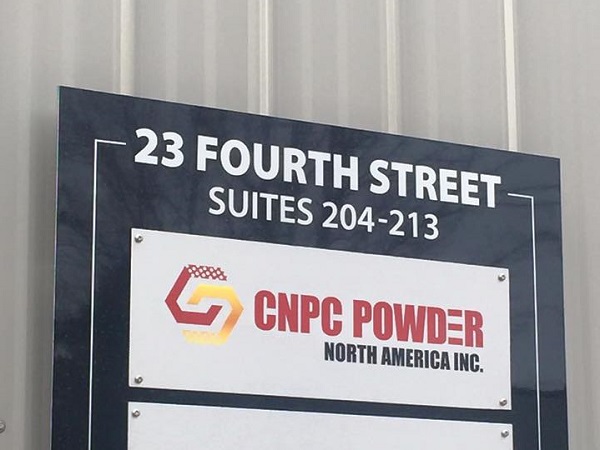 23 FOURTH STREET
SUITES 204-213
CNPC POWDER
NORTH AMERICA INC.